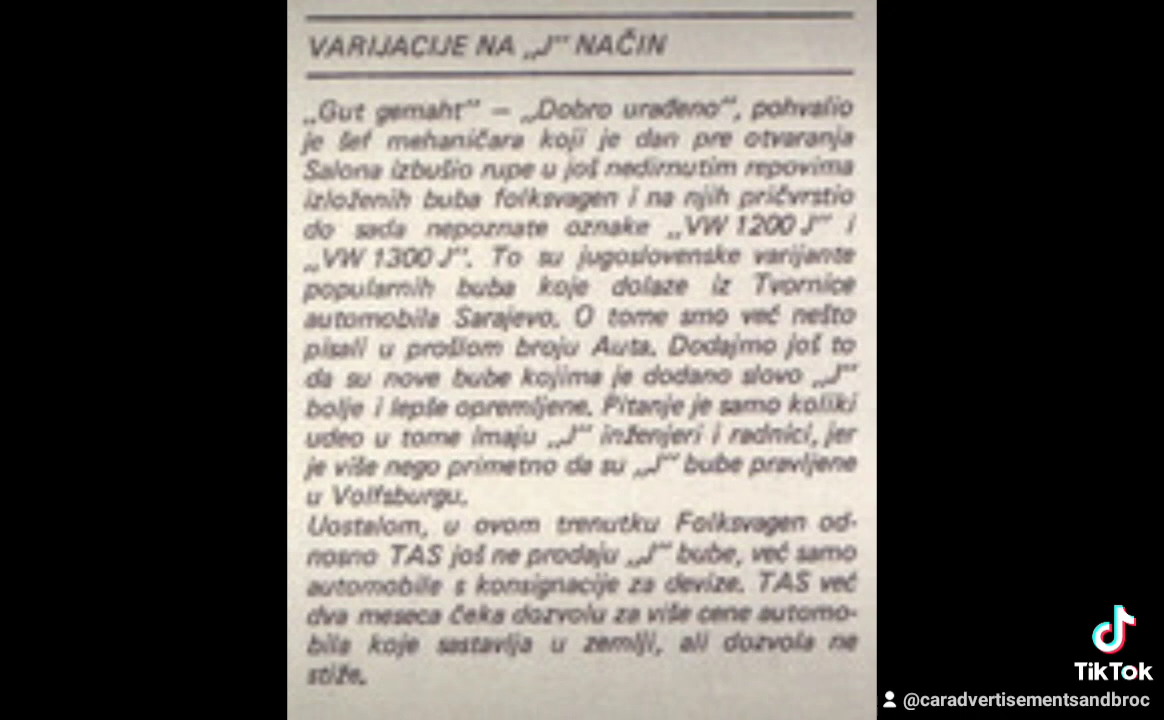 VARIJACIJE NA „J” NAČIN
„Gut gemaht” — „Dobro urađeno”, pohvalio
je šef mehaničara koji je dan pre otvaranja
Salona izbušio rupe u još nedirnutim repovima
izloženih buba folksvagen i na njih pričvrstio
do sada nepoznate oznake „VW 1200 J” i
„VW 1300 J”. To su jugoslovenske varijante
popularnih buba koje dolaze iz Tvornice
automobila Sarajevo. O tome smo već nešto
pisali u prošlom broju Auta. Dodajmo još to
da su nove bube kojima je dodano slovo „J”
bolje i lepše opremljene. Pitanje je samo koliki
udeo u tome imaju „J” inženjeri i radnici, jer
je više nego primetno da su „J” bube pravljene
u Volfsburgu.
Uostalom, u ovom trenutku Folksvagen od-
nosno TAS još ne prodaju „J” bube, već samo
automobile s konsignacije za devize. TAS već
dva meseca čeka dozvolu za više cene automo-
bila koje sastavlja u zemlji, ali dozvola ne
stiže.
TikTok
@caradvertisementsandbroc